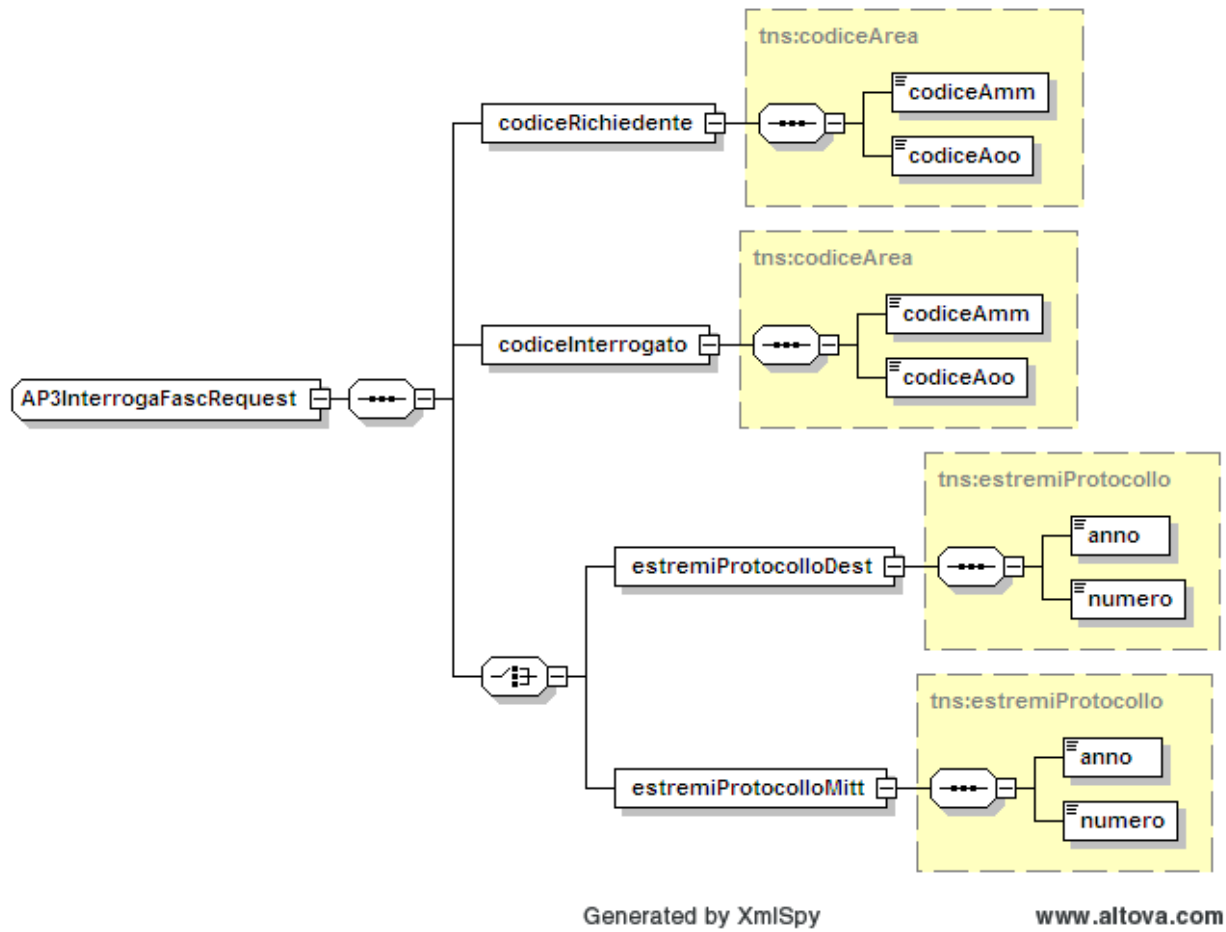 tns:codiceArea
codiceAmm
codiceRichiedente
codiceAoo
tns:codiceArea
codiceAmm
codiceInterrogato
codiceAoo
AP3InterrogaFascRequest
tns:estremiProtocollo
anno
estremiProtocolloDest
numero
tns:estremiProtocollo
anno
estremiProtocolloMitt
numero
Generated by XmlSpy
www.altova.com